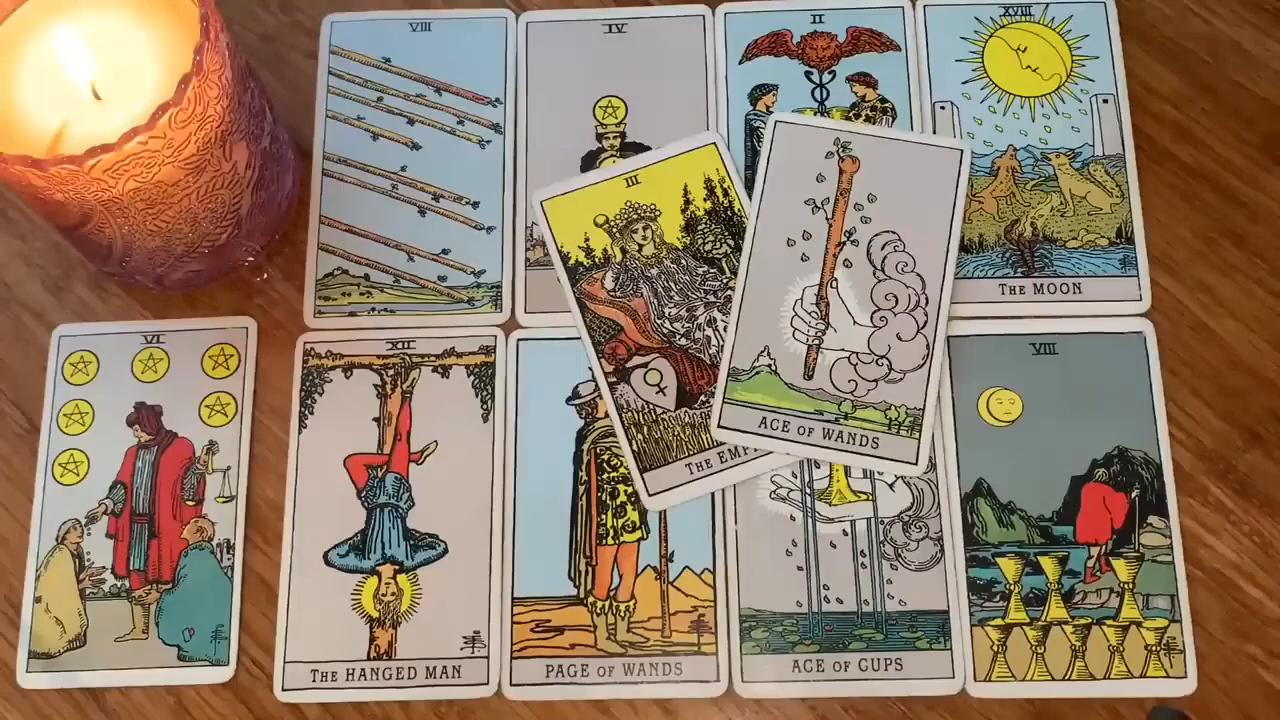 VIII
IV
II
XVIII
THE MOON
III
THE EMP
ACE OF WANDS
VI
XII
THE HANGED MAN
PAGE OF WANDS
ACE OF CUPS
VIII